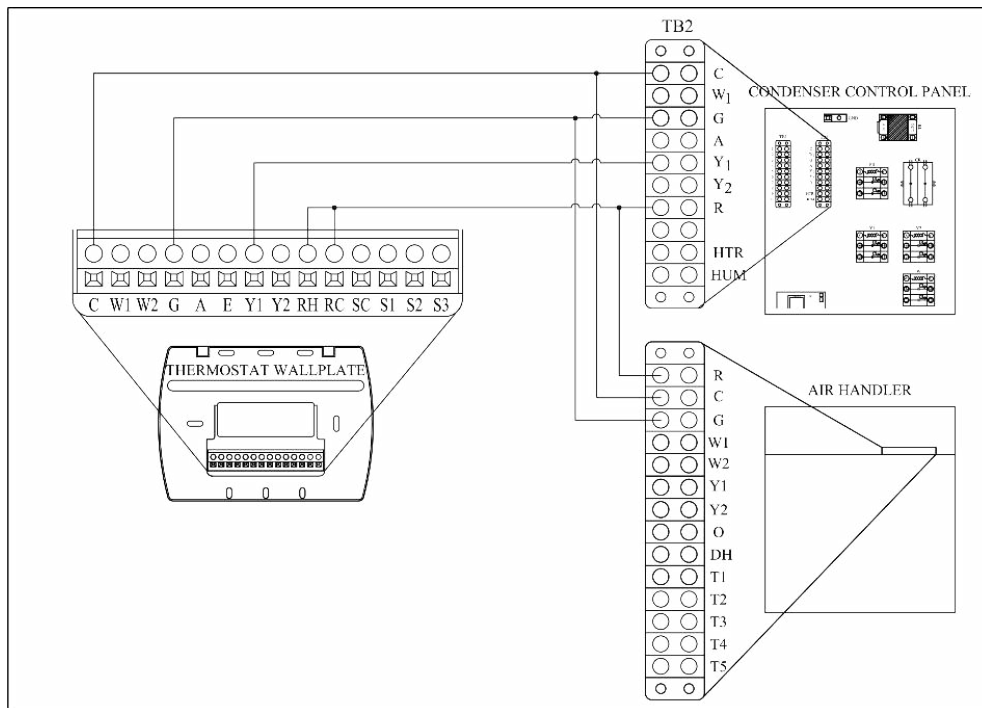 TB2
C
W1
G
A
Y1
Y2
R
HTR
HUM
CONDENSER CONTROL PANEL
C W1 W2 G A E Y1 Y2 RH RC SC S1 S2 S3
THERMOSTAT WALLPLATE
R
C
G
W1
W2
Y1
Y2
O
DH
T1
T2
T3
T4
T5
AIR HANDLER